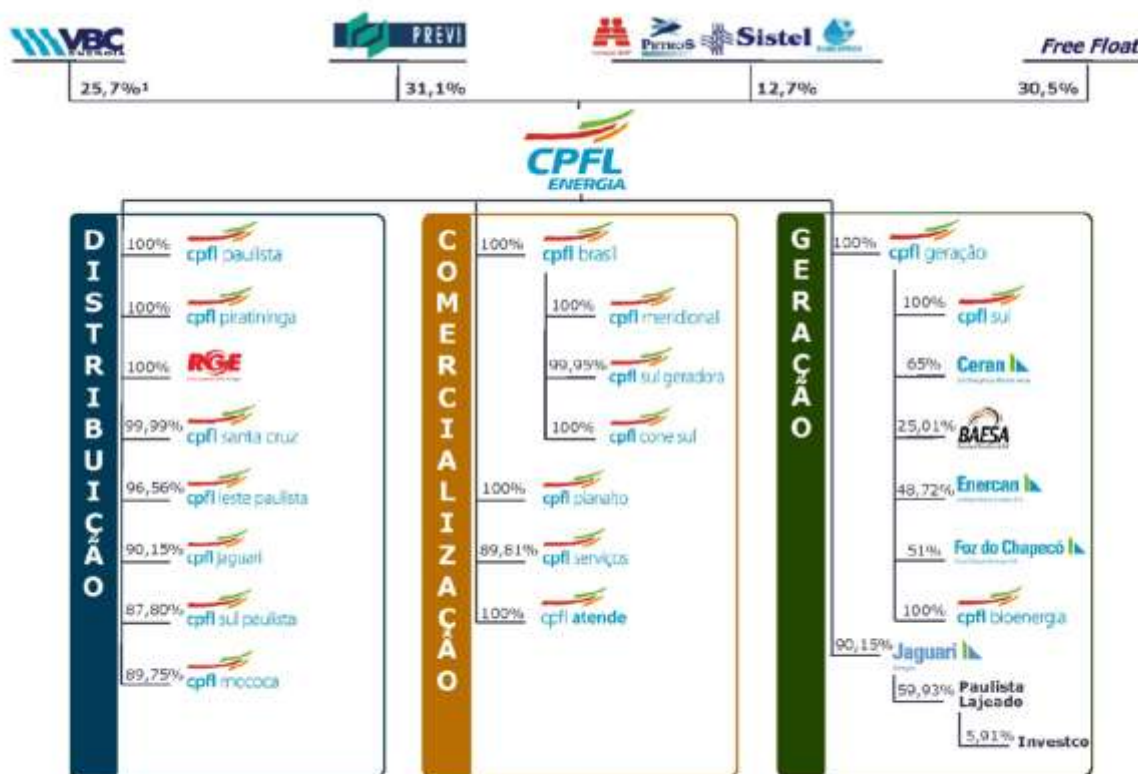 VBC
ENERGIA
PREVI
PETROS
Sistel
Free Float
25,7%¹
31,1%
12,7%
30,5%
CPFL
ENERGIA
DISTRIBUIÇÃO
100% cpfl paulista
100% cpfl piratininga
100% RGE
99,99% cpfl santa cruz
96,56% cpfl leste paulista
90,15% cpfl jaguari
87,80% cpfl sul paulista
89,75% cpfl mococa
COMERCIALIZAÇÃO
100% cpfl brasil
100% cpfl meridional
99,95% cpfl sul geradora
100% cpfl cone sul
100% cpfl planalto
89,81% cpfl serviços
100% cpfl atende
GERAÇÃO
100% cpfl geração
100% cpfl sul
65% Ceran
25,01% BAESA
48,72% Enercan
51% Foz do Chapecó
100% cpfl bioenergia
90,15% Jaguari
59,93% Paulista
Lajeado
5,91% Investco